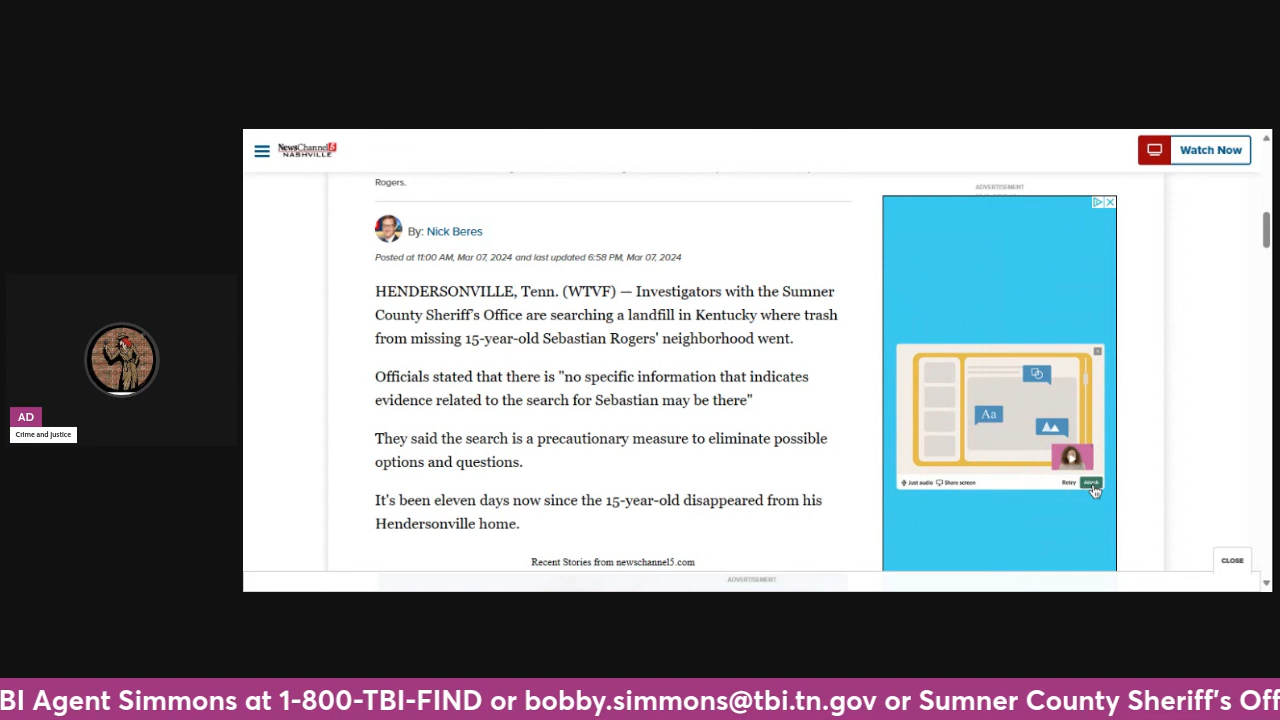 NewsChannel 5
NASHVILLE
Watch Now
Rogers.
ADVERTISEMENT
By: Nick Beres
Posted at 11:00 AM, Mar 07, 2024 and last updated 6:58 PM, Mar 07, 2024
HENDERSONVILLE, Tenn. (WTVF) — Investigators with the Sumner
County Sheriff's Office are searching a landfill in Kentucky where trash
from missing 15-year-old Sebastian Rogers' neighborhood went.
Officials stated that there is "no specific information that indicates
evidence related to the search for Sebastian may be there"
They said the search is a precautionary measure to eliminate possible
options and questions.
It's been eleven days now since the 15-year-old disappeared from his
Hendersonville home.
Recent Stories from newschannel5.com
ADVERTISEMENT
Aa
Just audio Share screen Retry
CLOSE
AD
Crime and Justice
BI Agent Simmons at 1-800-TBI-FIND or bobby.simmons@tbi.tn.gov or Sumner County Sheriff's Off